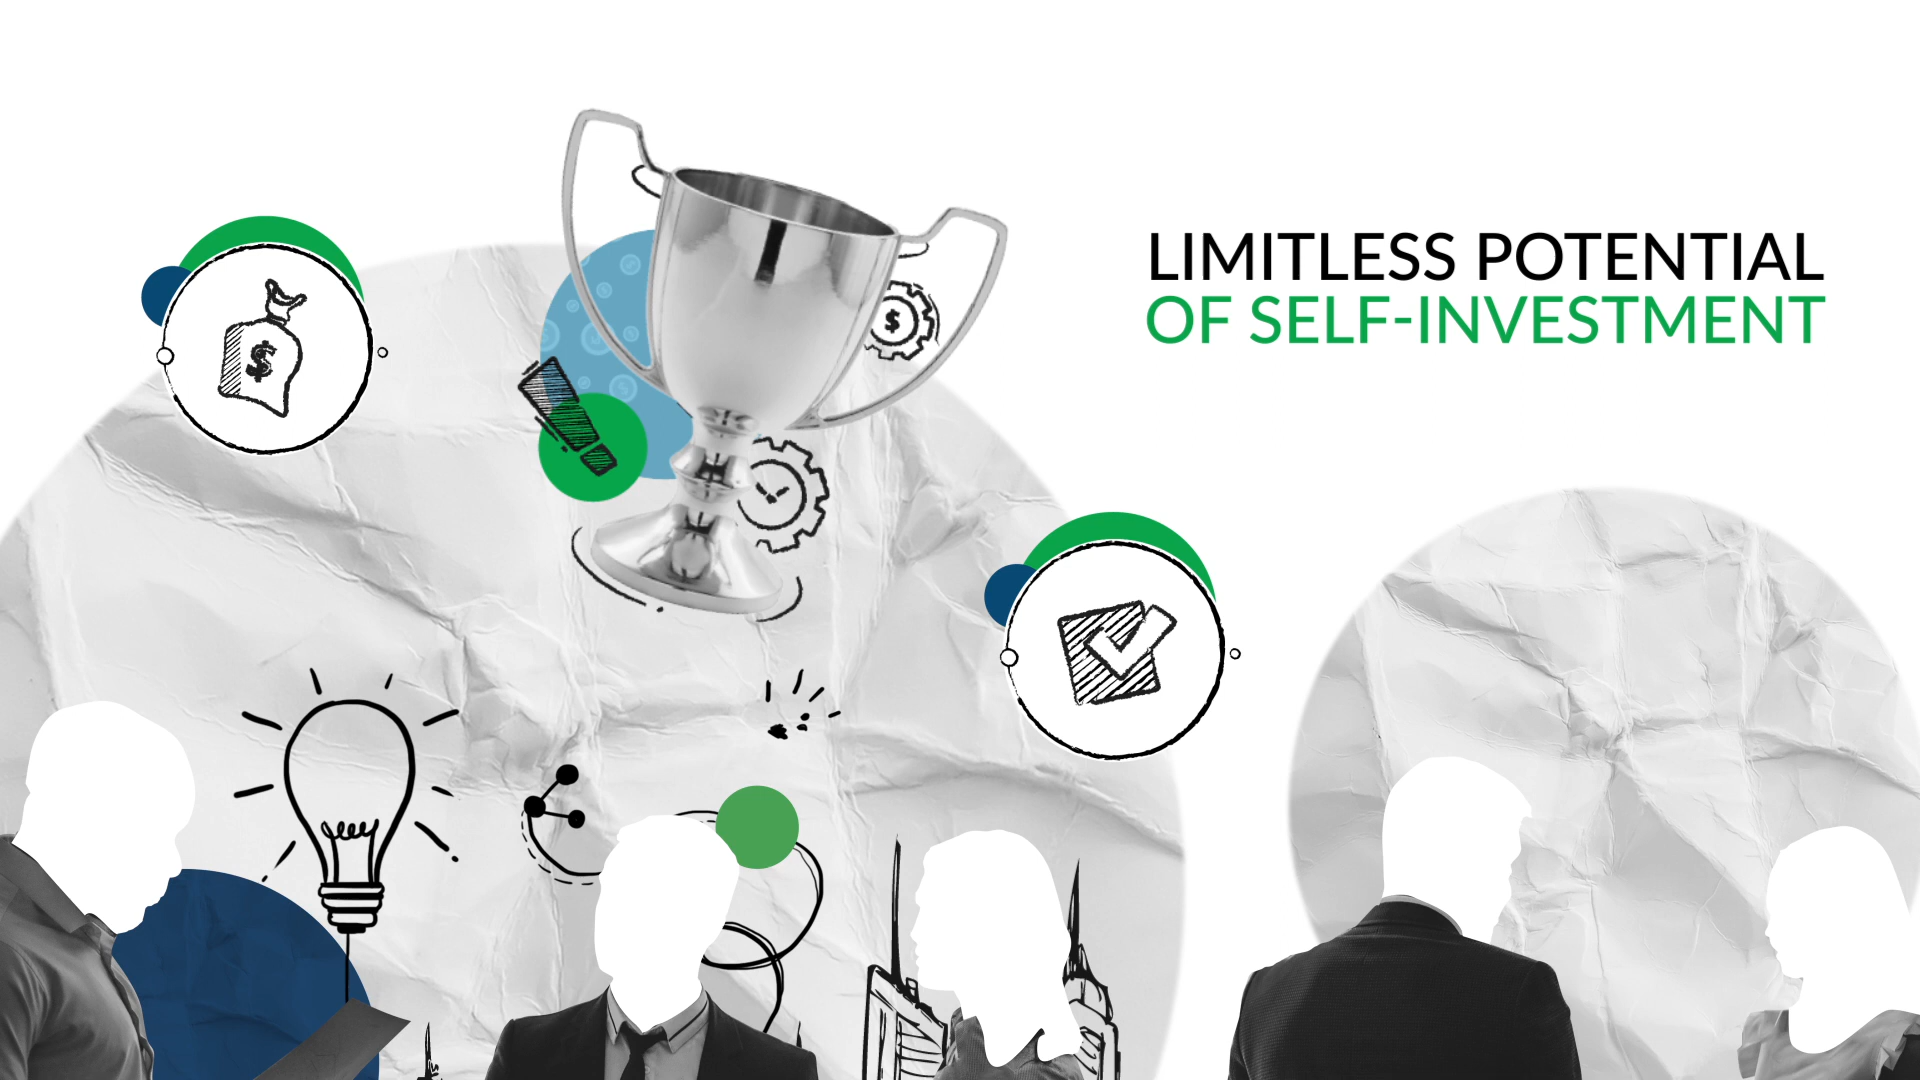 LIMITLESS POTENTIAL
OF SELF-INVESTMENT
$
$